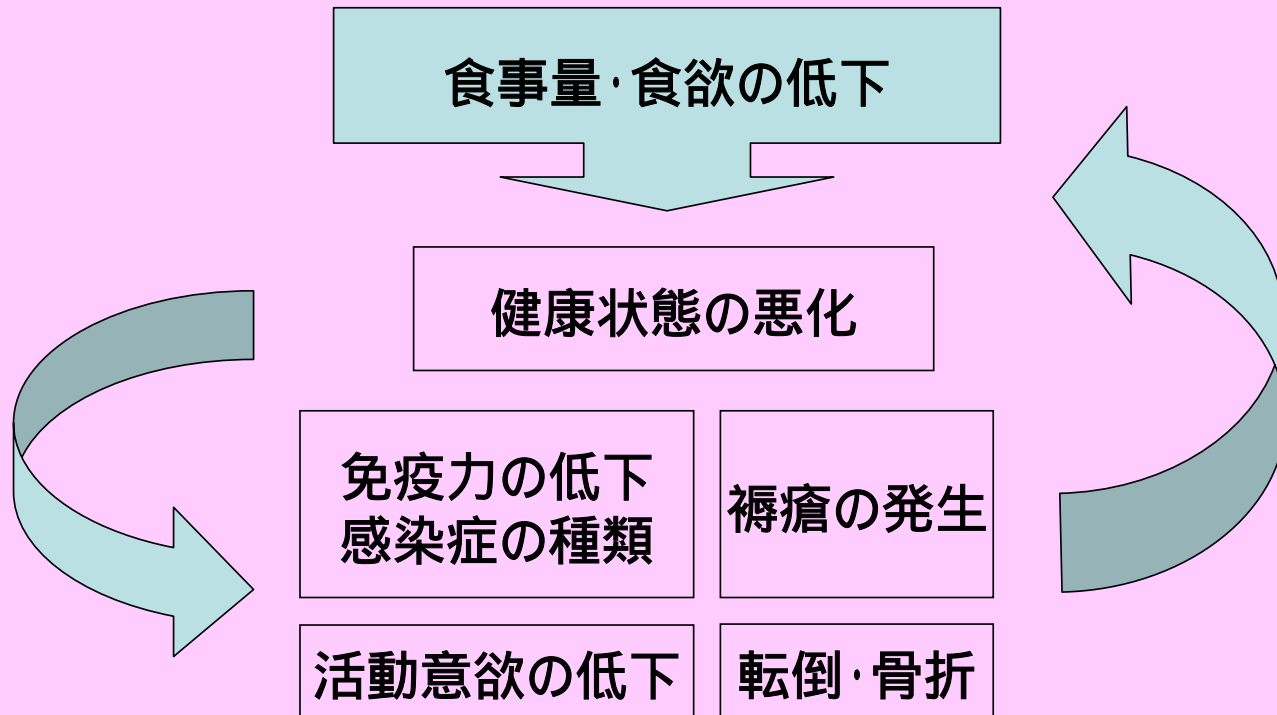 食事量･食欲の低下
健康状態の悪化
免疫力の低下
感染症の種類
褥瘡の発生
活動意欲の低下
転倒･骨折